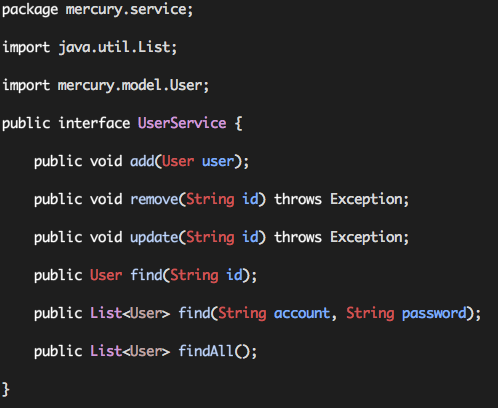 package mercury.service;
import java.util.List;
import mercury.model.User;
public interface UserService {
public void add(User user);
public void remove(String id) throws Exception;
public void update(String id) throws Exception;
public User find(String id);
public List<User> find(String account, String password);
public List<User> findAll();
}